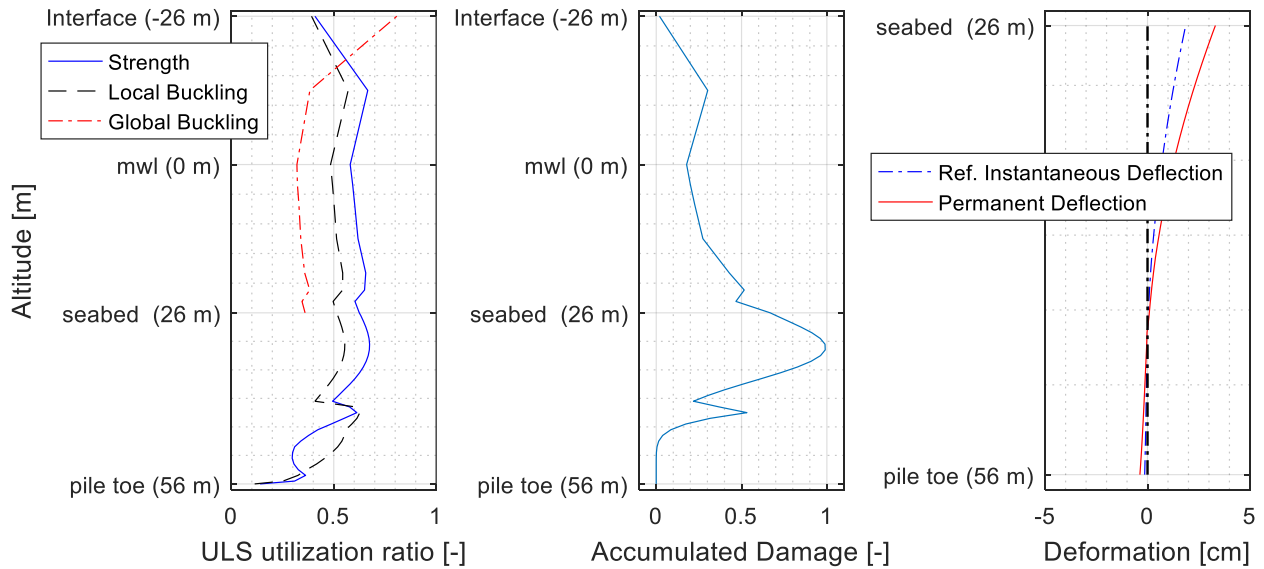 Altitude [m]
Interface (-26 m)
mwl (0 m)
seabed  (26 m)
pile toe (56 m)
Strength
Local Buckling
Global Buckling
0
0.5
1
ULS utilization ratio [-]
Interface (-26 m)
mwl (0 m)
seabed  (26 m)
pile toe (56 m)
0
0.5
1
Accumulated Damage [-]
seabed  (26 m)
pile toe (56 m)
Ref. Instantaneous Deflection
Permanent Deflection
-5
0
5
Deformation [cm]